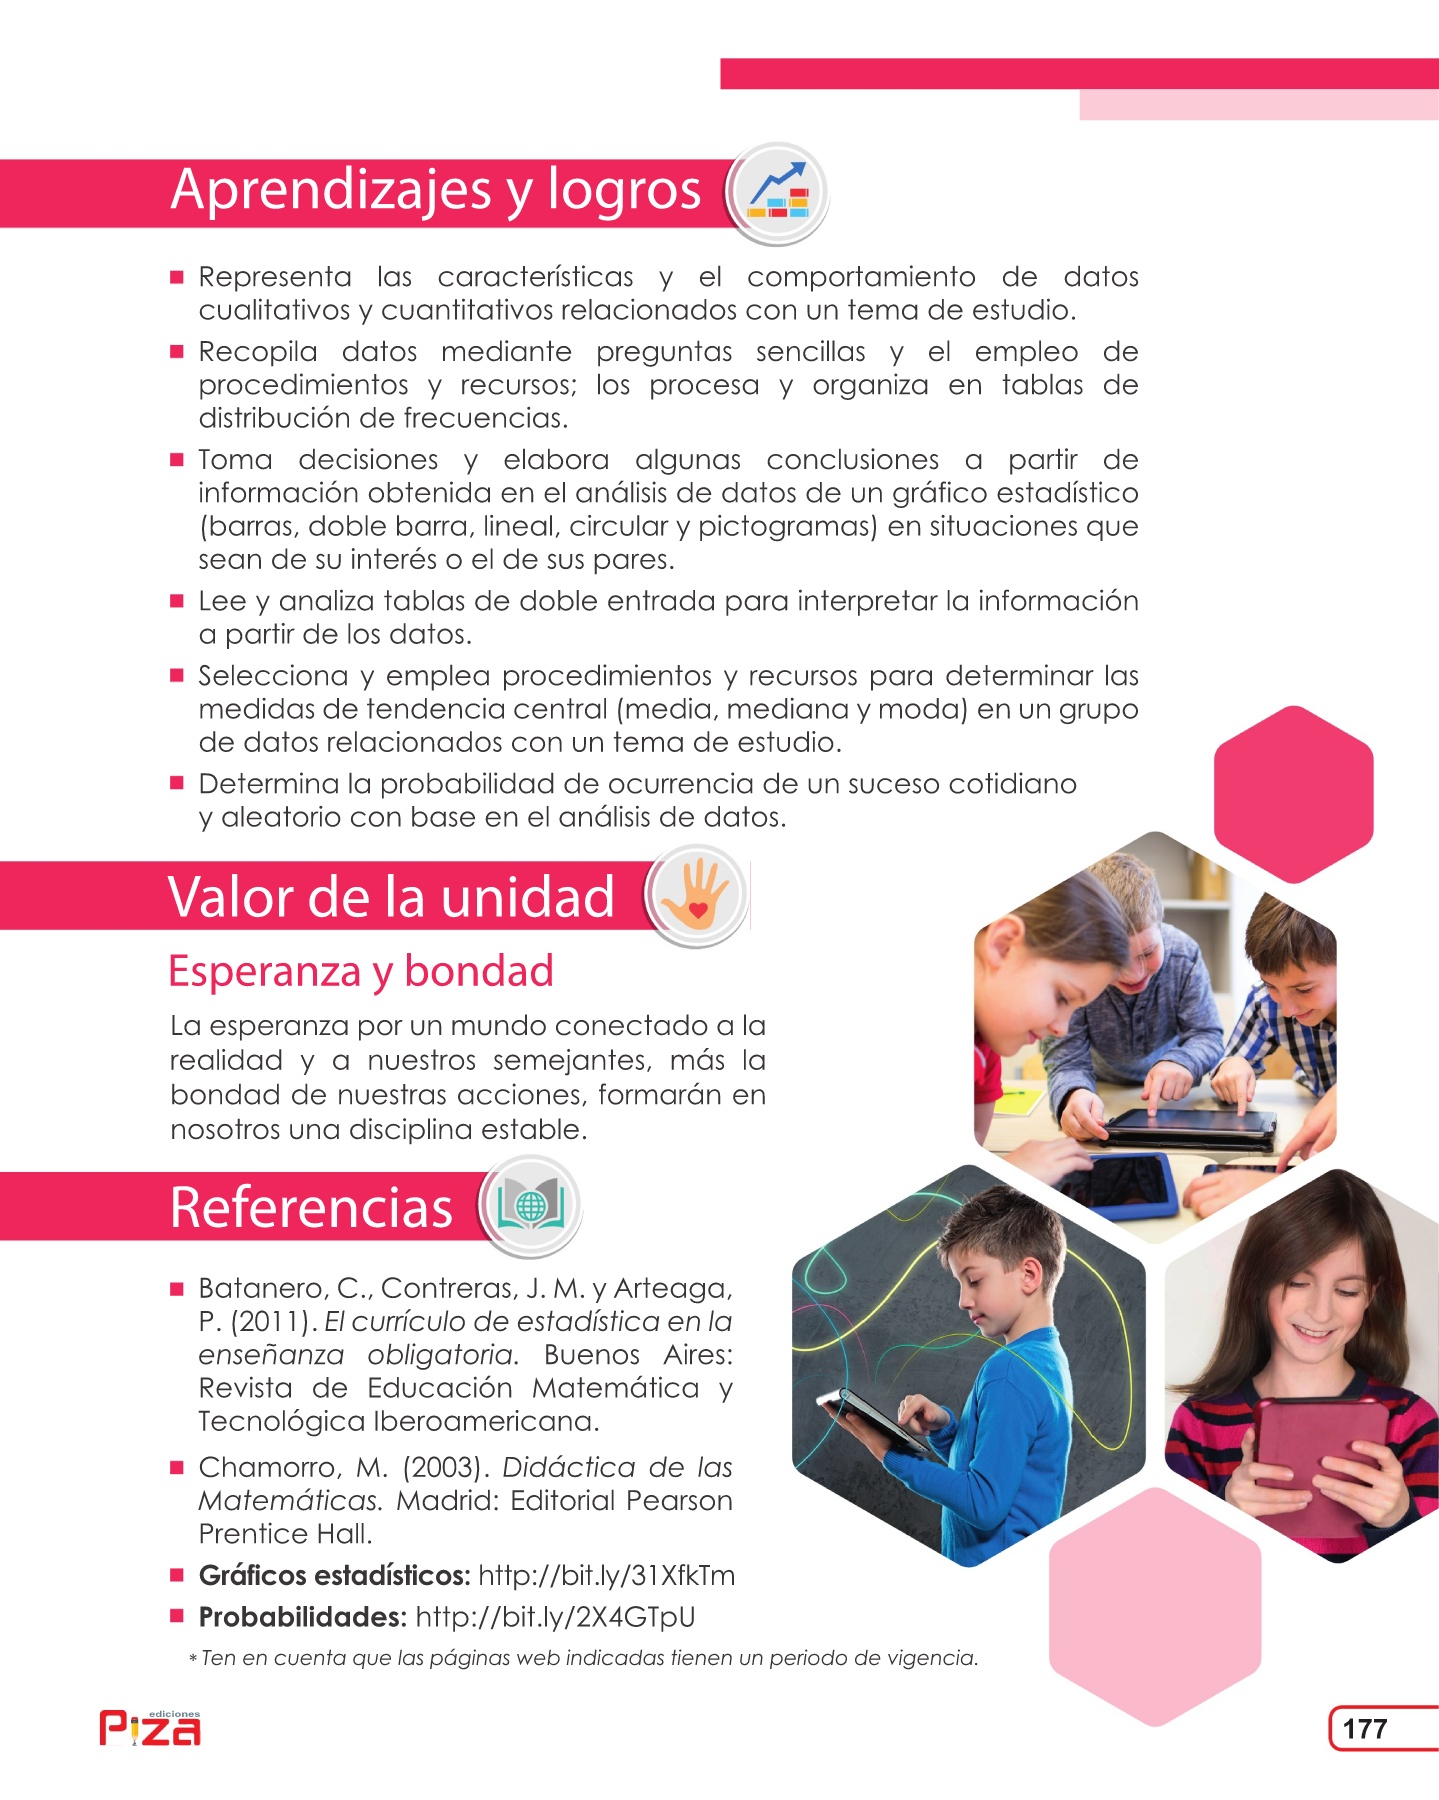 Aprendizajes y logros
Representa las características y el comportamiento de datos
cualitativos y cuantitativos relacionados con un tema de estudio.
Recopila datos mediante preguntas sencillas y el empleo de
procedimientos y recursos; los procesa y organiza en tablas de
distribución de frecuencias.
Toma decisiones y elabora algunas conclusiones a partir de
información obtenida en el análisis de datos de un gráfico estadístico
(barras, doble barra, lineal, circular y pictogramas) en situaciones que
sean de su interés o el de sus pares.
Lee y analiza tablas de doble entrada para interpretar la información
a partir de los datos.
Selecciona y emplea procedimientos y recursos para determinar las
medidas de tendencia central (media, mediana y moda) en un grupo
de datos relacionados con un tema de estudio.
Determina la probabilidad de ocurrencia de un suceso cotidiano
y aleatorio con base en el análisis de datos.
Valor de la unidad
Esperanza y bondad
La esperanza por un mundo conectado a la
realidad y a nuestros semejantes, más la
bondad de nuestras acciones, formarán en
nosotros una disciplina estable.
Referencias
Batanero, C., Contreras, J. M. y Arteaga,
P. (2011). El currículo de estadística en la
enseñanza obligatoria. Buenos Aires:
Revista de Educación Matemática y
Tecnológica Iberoamericana.
Chamorro, M. (2003). Didáctica de las
Matemáticas. Madrid: Editorial Pearson
Prentice Hall.
Gráficos estadísticos: http://bit.ly/31XfkTm
Probabilidades: http://bit.ly/2X4GTpU
* Ten en cuenta que las páginas web indicadas tienen un periodo de vigencia.
ediciones
Piza
177